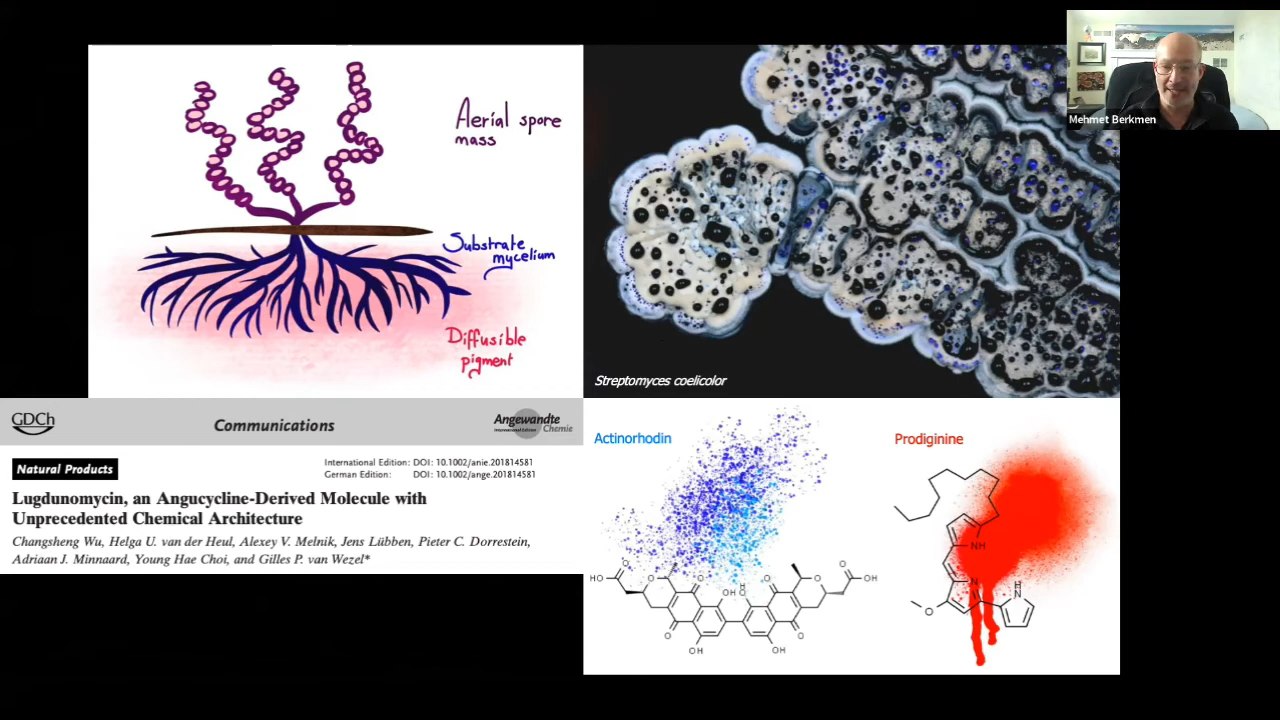 Mehmet Berkmen
Aerial spore
mass
Substrate
mycelium
Diffusible
pigment
Streptomyces coelicolor
GDCh
Communications
Angewandte
International Edition
Chemie
Natural Products
International Edition: DOI: 10.1002/anie.201814581
German Edition: DOI: 10.1002/ange.201814581
Lugdunomycin, an Angucycline-Derived Molecule with
Unprecedented Chemical Architecture
Changsheng Wu, Helga U. van der Heul, Alexey V. Melnik, Jens Lübben, Pieter C. Dorrestein,
Adriaan J. Minnaard, Young Hae Choi, and Gilles P. van Wezel*
Actinorhodin
O
O
HO
O
O
OH
H
O
O
O
O
OH
O
O
OH
OH
Prodiginine
NH
N
H
N
O